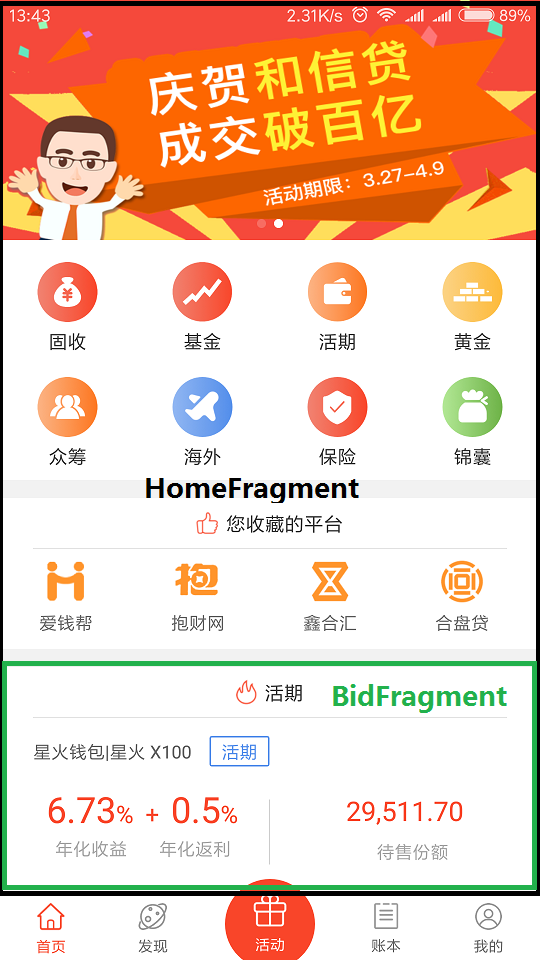 13:43 2.31K/s 89%
庆贺和信贷
成交破百亿
活动期限：3.27-4.9
固收 基金 活期 黄金
众筹 海外 保险 锦囊
HomeFragment
您收藏的平台
爱钱帮 抱财网 鑫合汇 合盘贷
活期 BidFragment
星火钱包|星火 X100 活期
6.73% + 0.5% 29,511.70
年化收益 年化返利 待售份额
首页 发现 活动 账本 我的